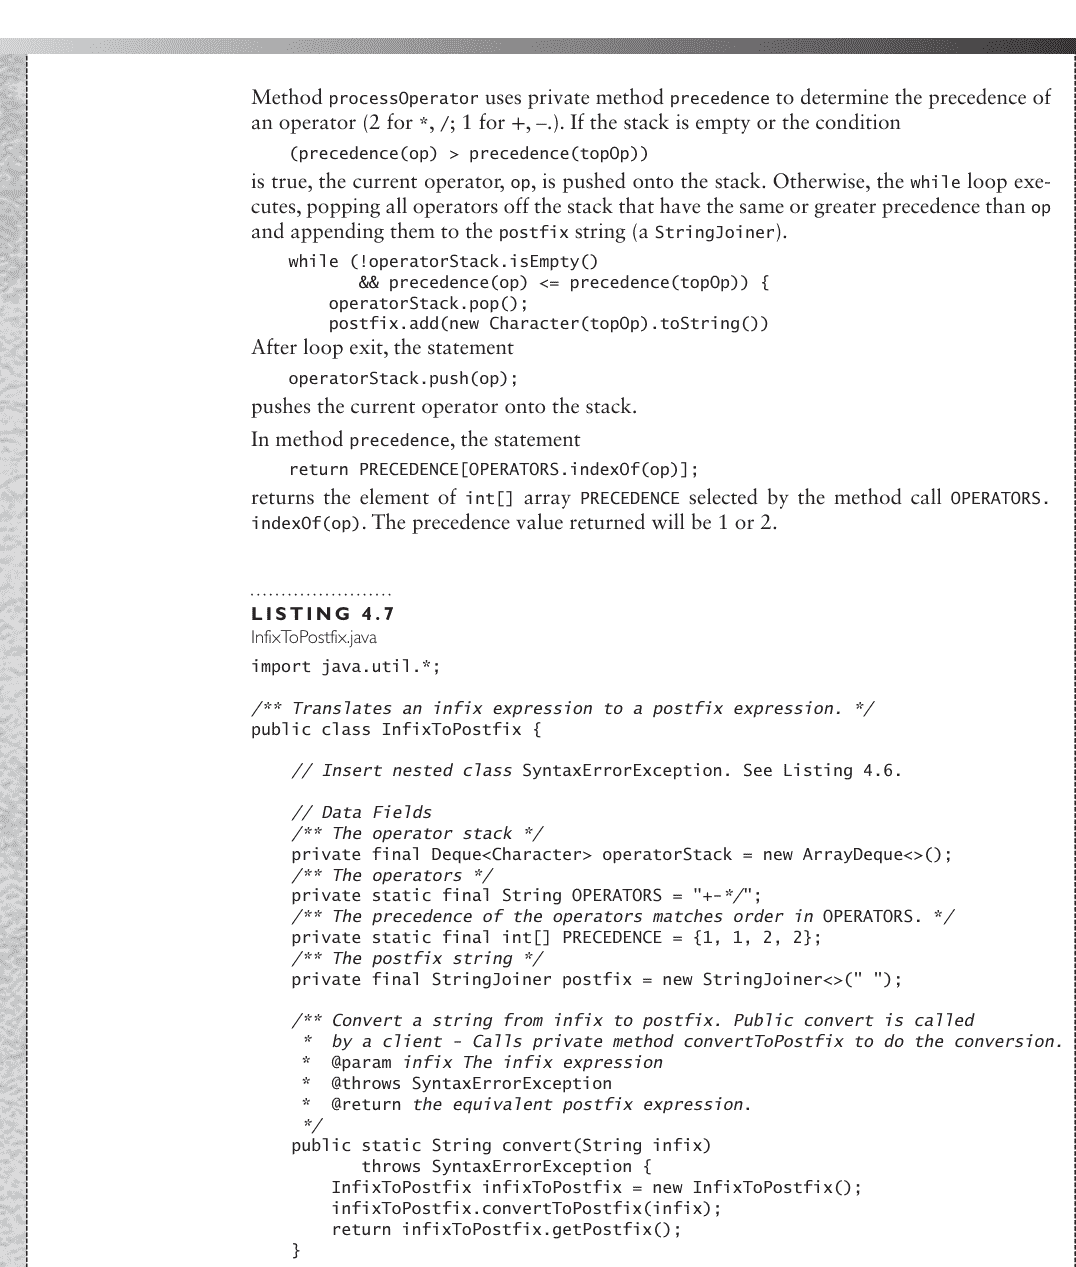 Method processOperator uses private method precedence to determine the precedence of
an operator (2 for *, /; 1 for +, –.). If the stack is empty or the condition
(precedence(op) > precedence(topOp))
is true, the current operator, op, is pushed onto the stack. Otherwise, the while loop exe-
cutes, popping all operators off the stack that have the same or greater precedence than op
and appending them to the postfix string (a StringJoiner).
while (!operatorStack.isEmpty()
&& precedence(op) <= precedence(topOp)) {
operatorStack.pop();
postfix.add(new Character(topOp).toString())
After loop exit, the statement
operatorStack.push(op);
pushes the current operator onto the stack.
In method precedence, the statement
return PRECEDENCE[OPERATORS.indexOf(op)];
returns the element of int[] array PRECEDENCE selected by the method call OPERATORS.
indexOf(op). The precedence value returned will be 1 or 2.
LISTING 4.7
InfixToPostfix.java
import java.util.*;
/** Translates an infix expression to a postfix expression. */
public class InfixToPostfix {
// Insert nested class SyntaxErrorException. See Listing 4.6.
// Data Fields
/** The operator stack */
private final Deque<Character> operatorStack = new ArrayDeque<>();
/** The operators */
private static final String OPERATORS = "+-*/";
/** The precedence of the operators matches order in OPERATORS. */
private static final int[] PRECEDENCE = {1, 1, 2, 2};
/** The postfix string */
private final StringJoiner postfix = new StringJoiner<>(" ");
/** Convert a string from infix to postfix. Public convert is called
* by a client - Calls private method convertToPostfix to do the conversion.
* @param infix The infix expression
* @throws SyntaxErrorException
* @return the equivalent postfix expression.
*/
public static String convert(String infix)
throws SyntaxErrorException {
InfixToPostfix infixToPostfix = new InfixToPostfix();
infixToPostfix.convertToPostfix(infix);
return infixToPostfix.getPostfix();
}